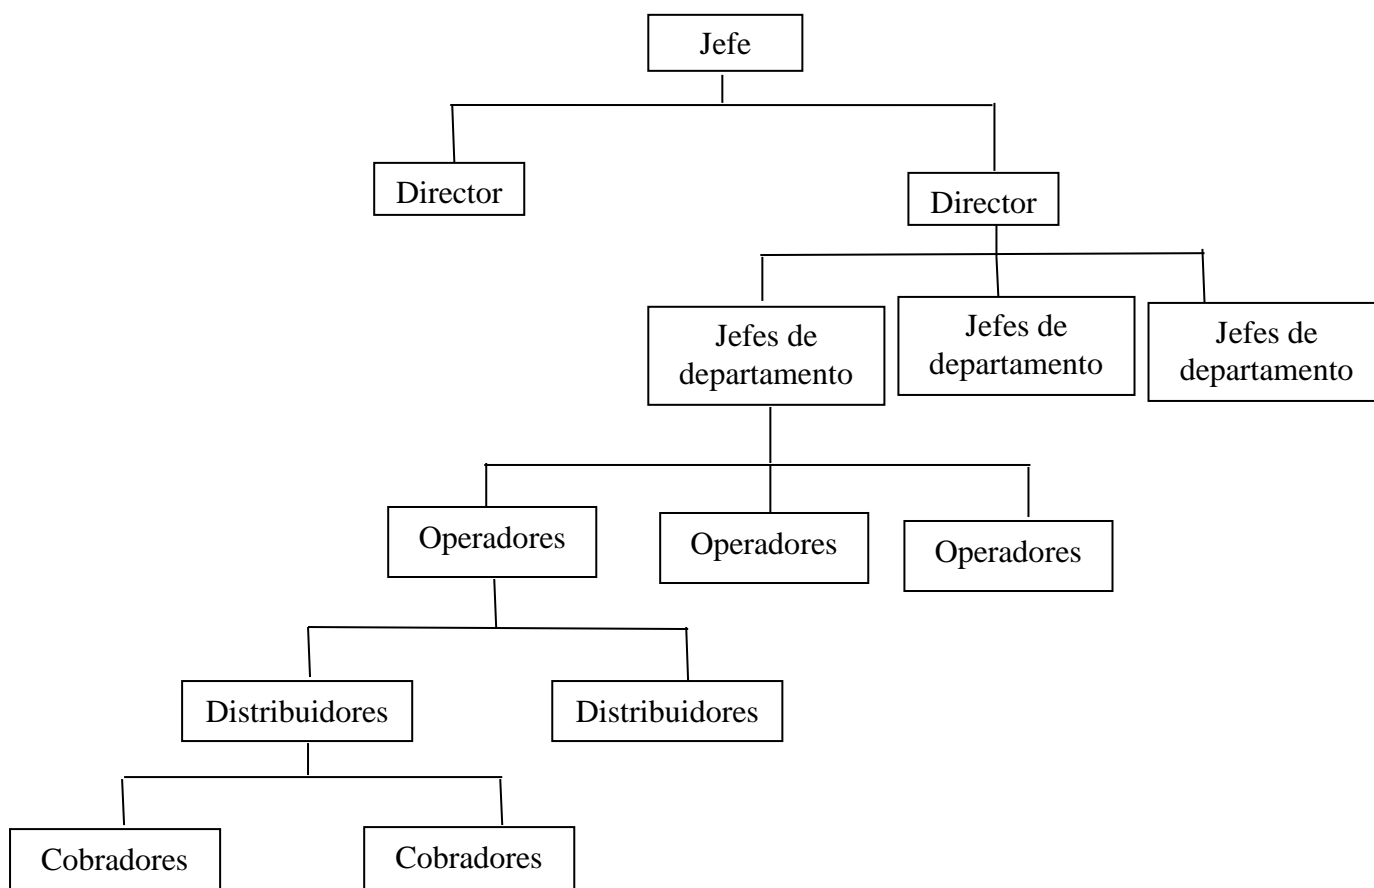 Jefe
Director
Director
Jefes de
departamento
Jefes de
departamento
Jefes de
departamento
Operadores
Operadores
Operadores
Distribuidores
Distribuidores
Cobradores
Cobradores